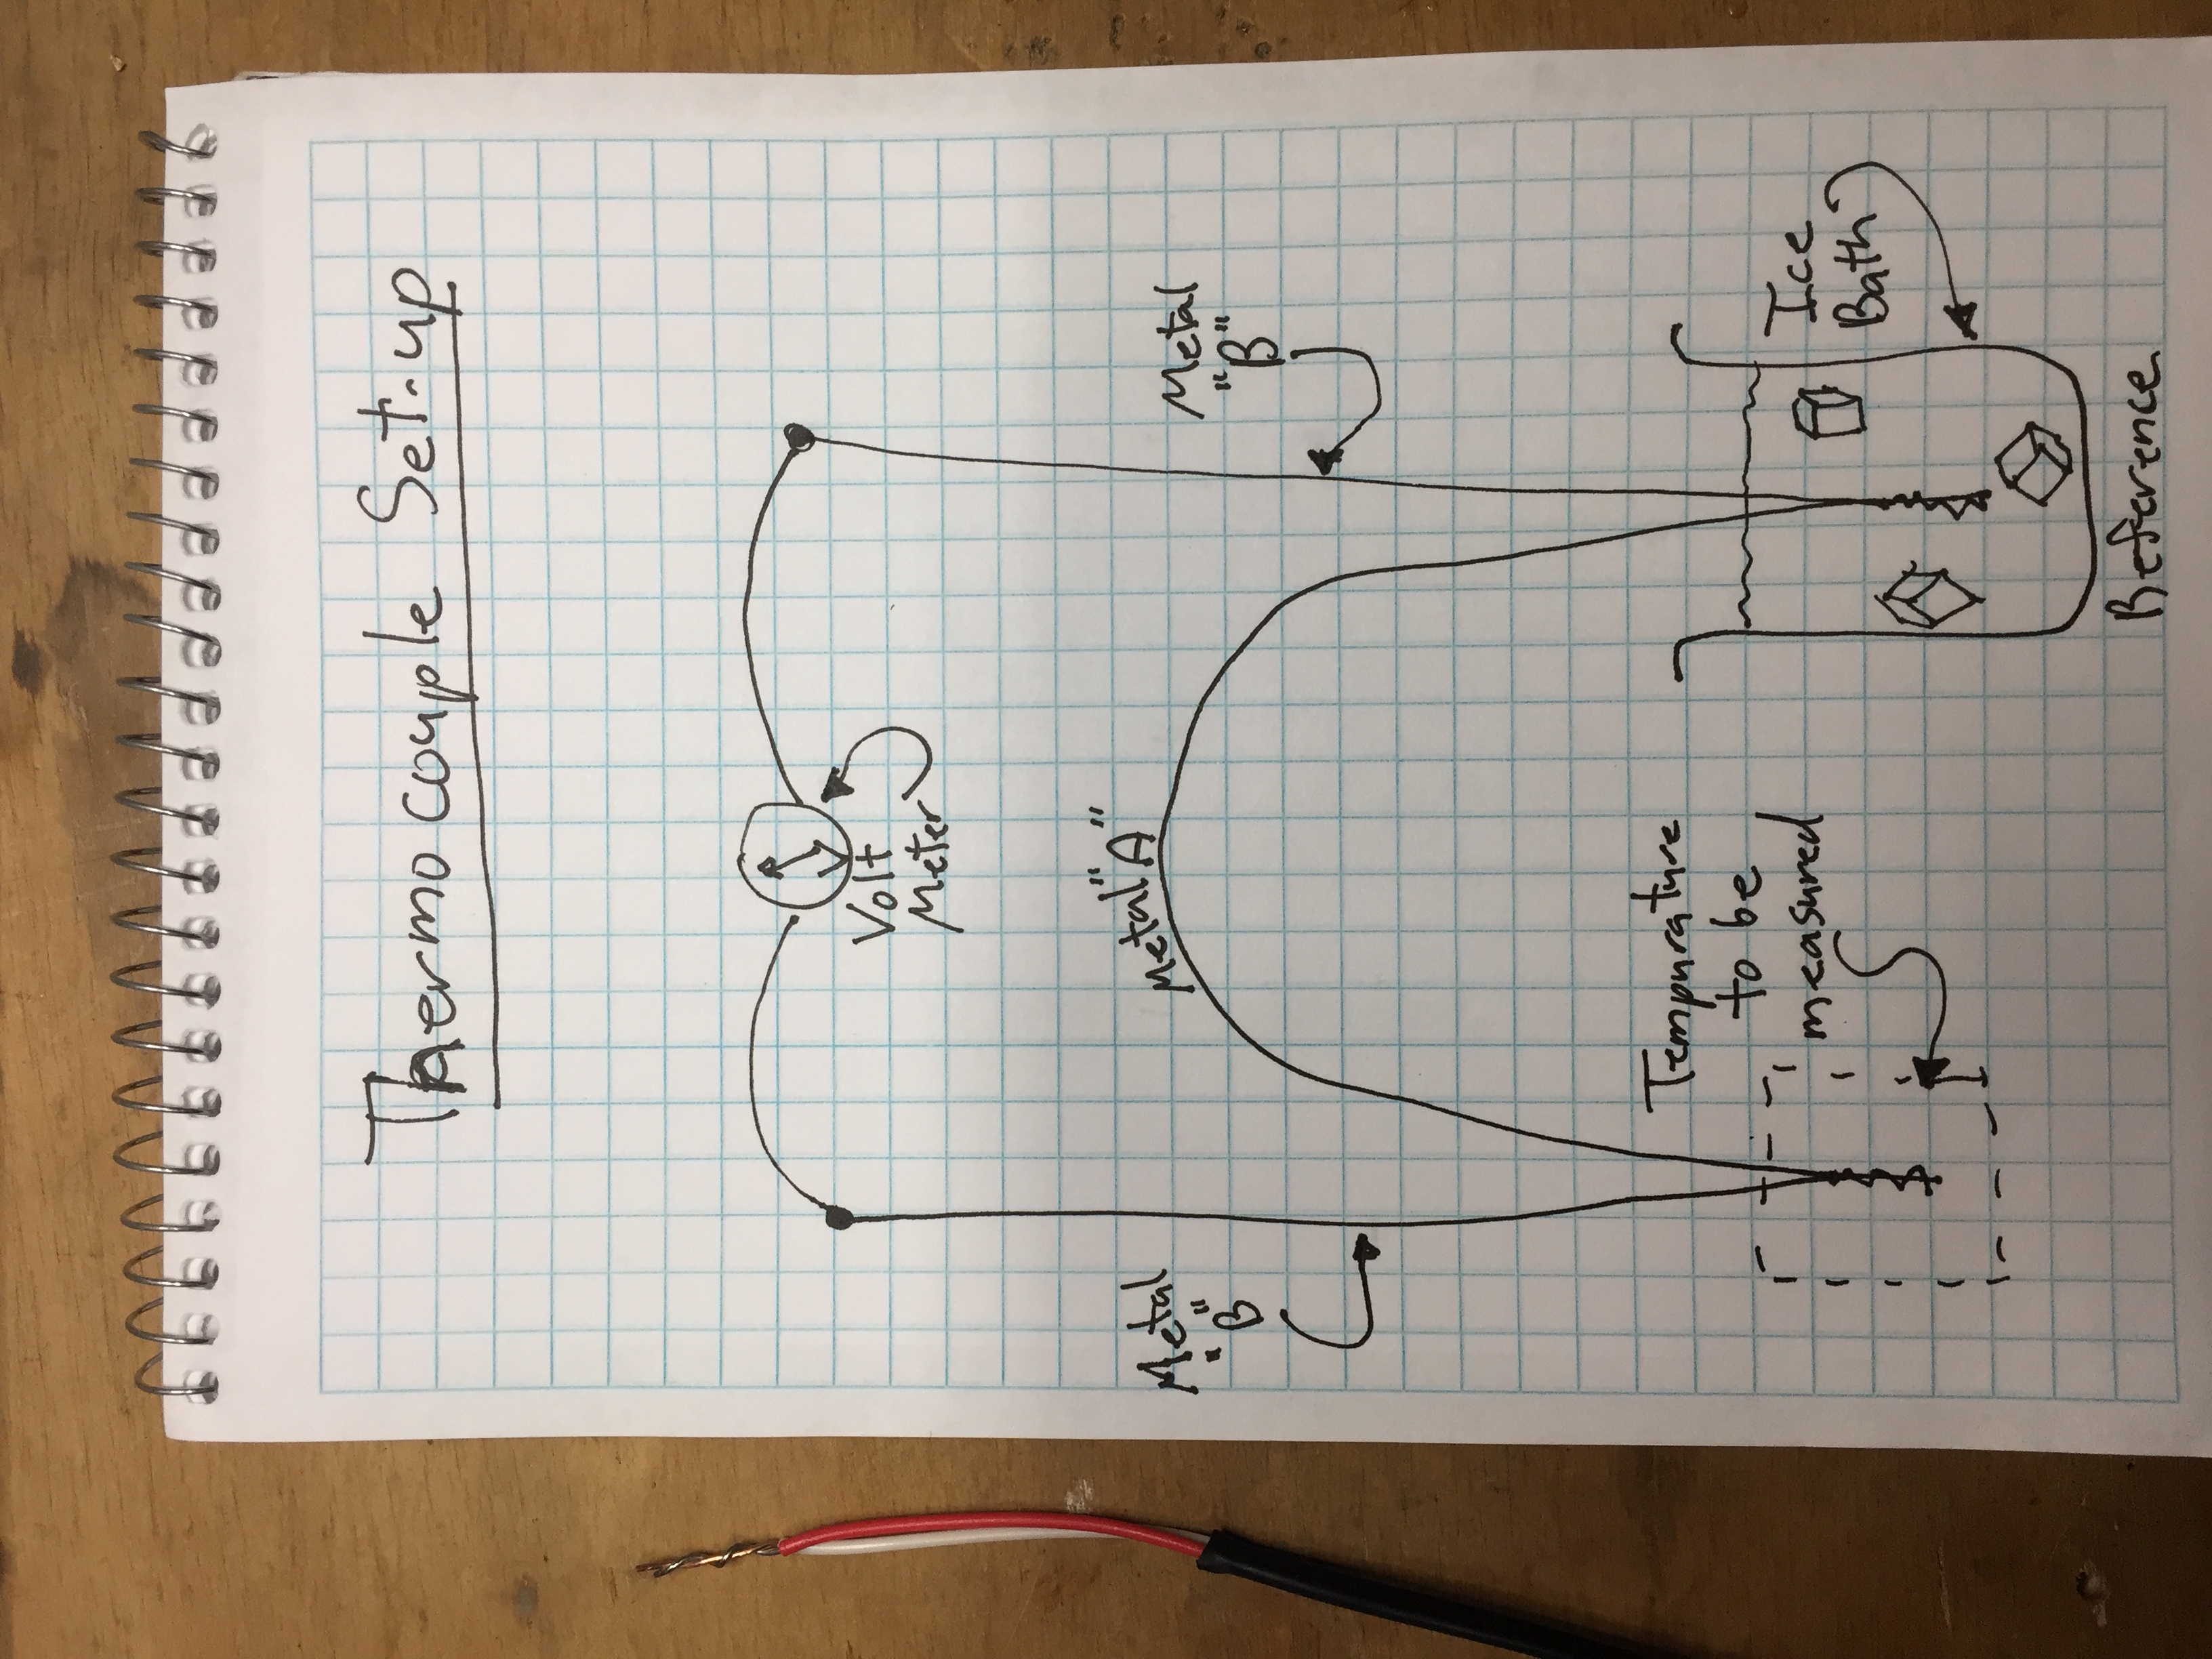 Thermocouple Set-up
Volt
Meter
Metal "A"
Metal
"B"
Metal
"B"
Tempurature
to be
measured
Ice
Bath
Reference